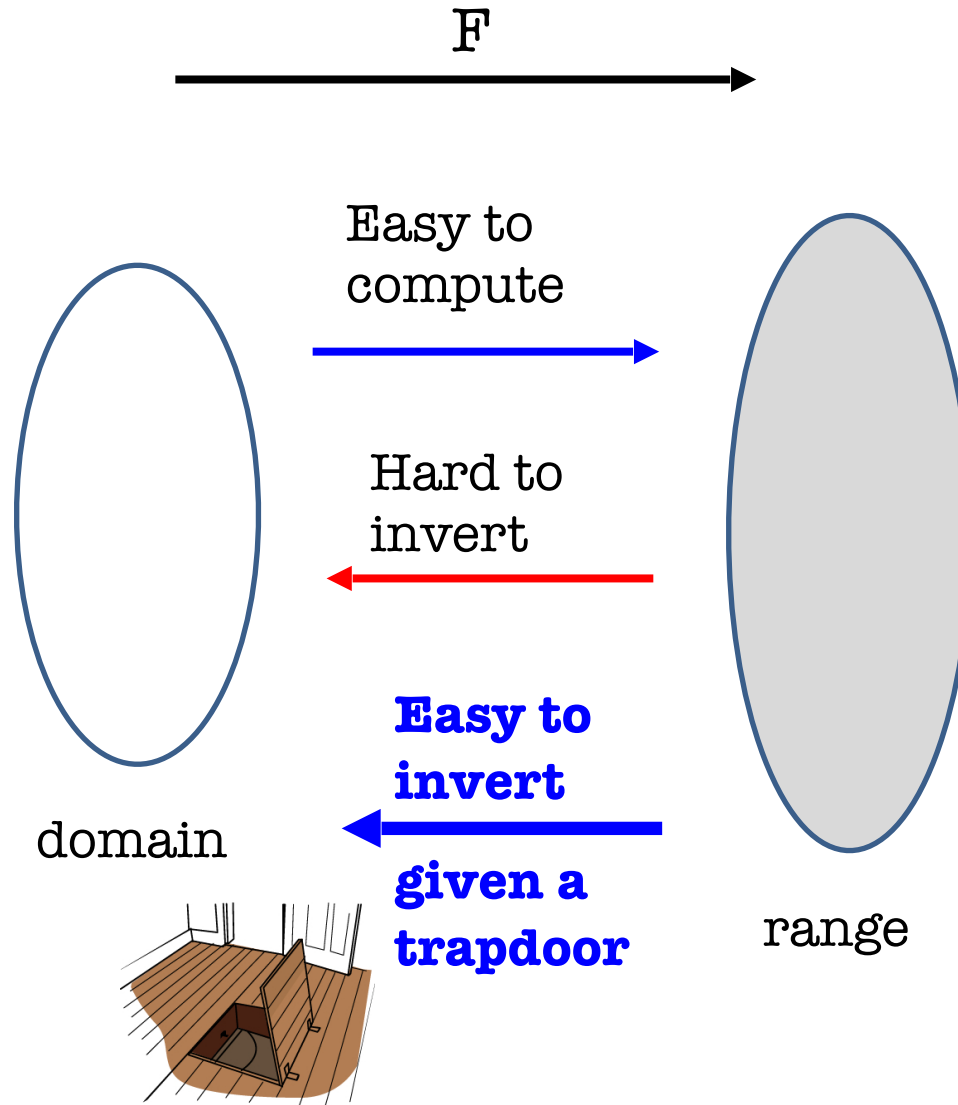 F
Easy to
compute
Hard to
invert
Easy to
invert
given a
trapdoor
domain
range